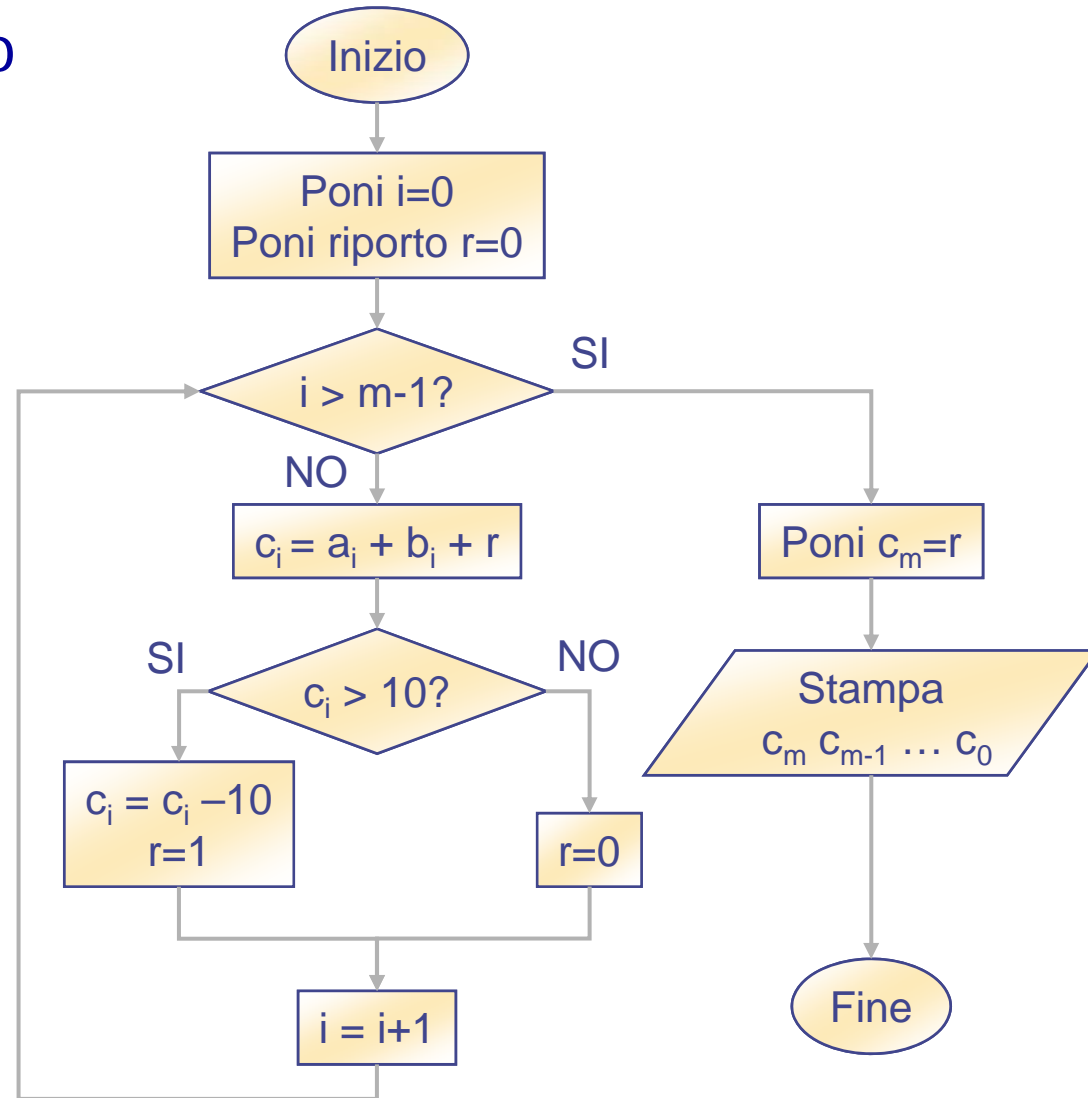 o
Inizio
Poni i=0
Poni riporto r=0
i > m-1?
SI
NO
cᵢ = aᵢ + bᵢ + r
cᵢ > 10?
SI
NO
cᵢ = cᵢ –10
r=1
r=0
i = i+1
Poni cₘ=r
Stampa
cₘ cₘ₋₁ … c₀
Fine